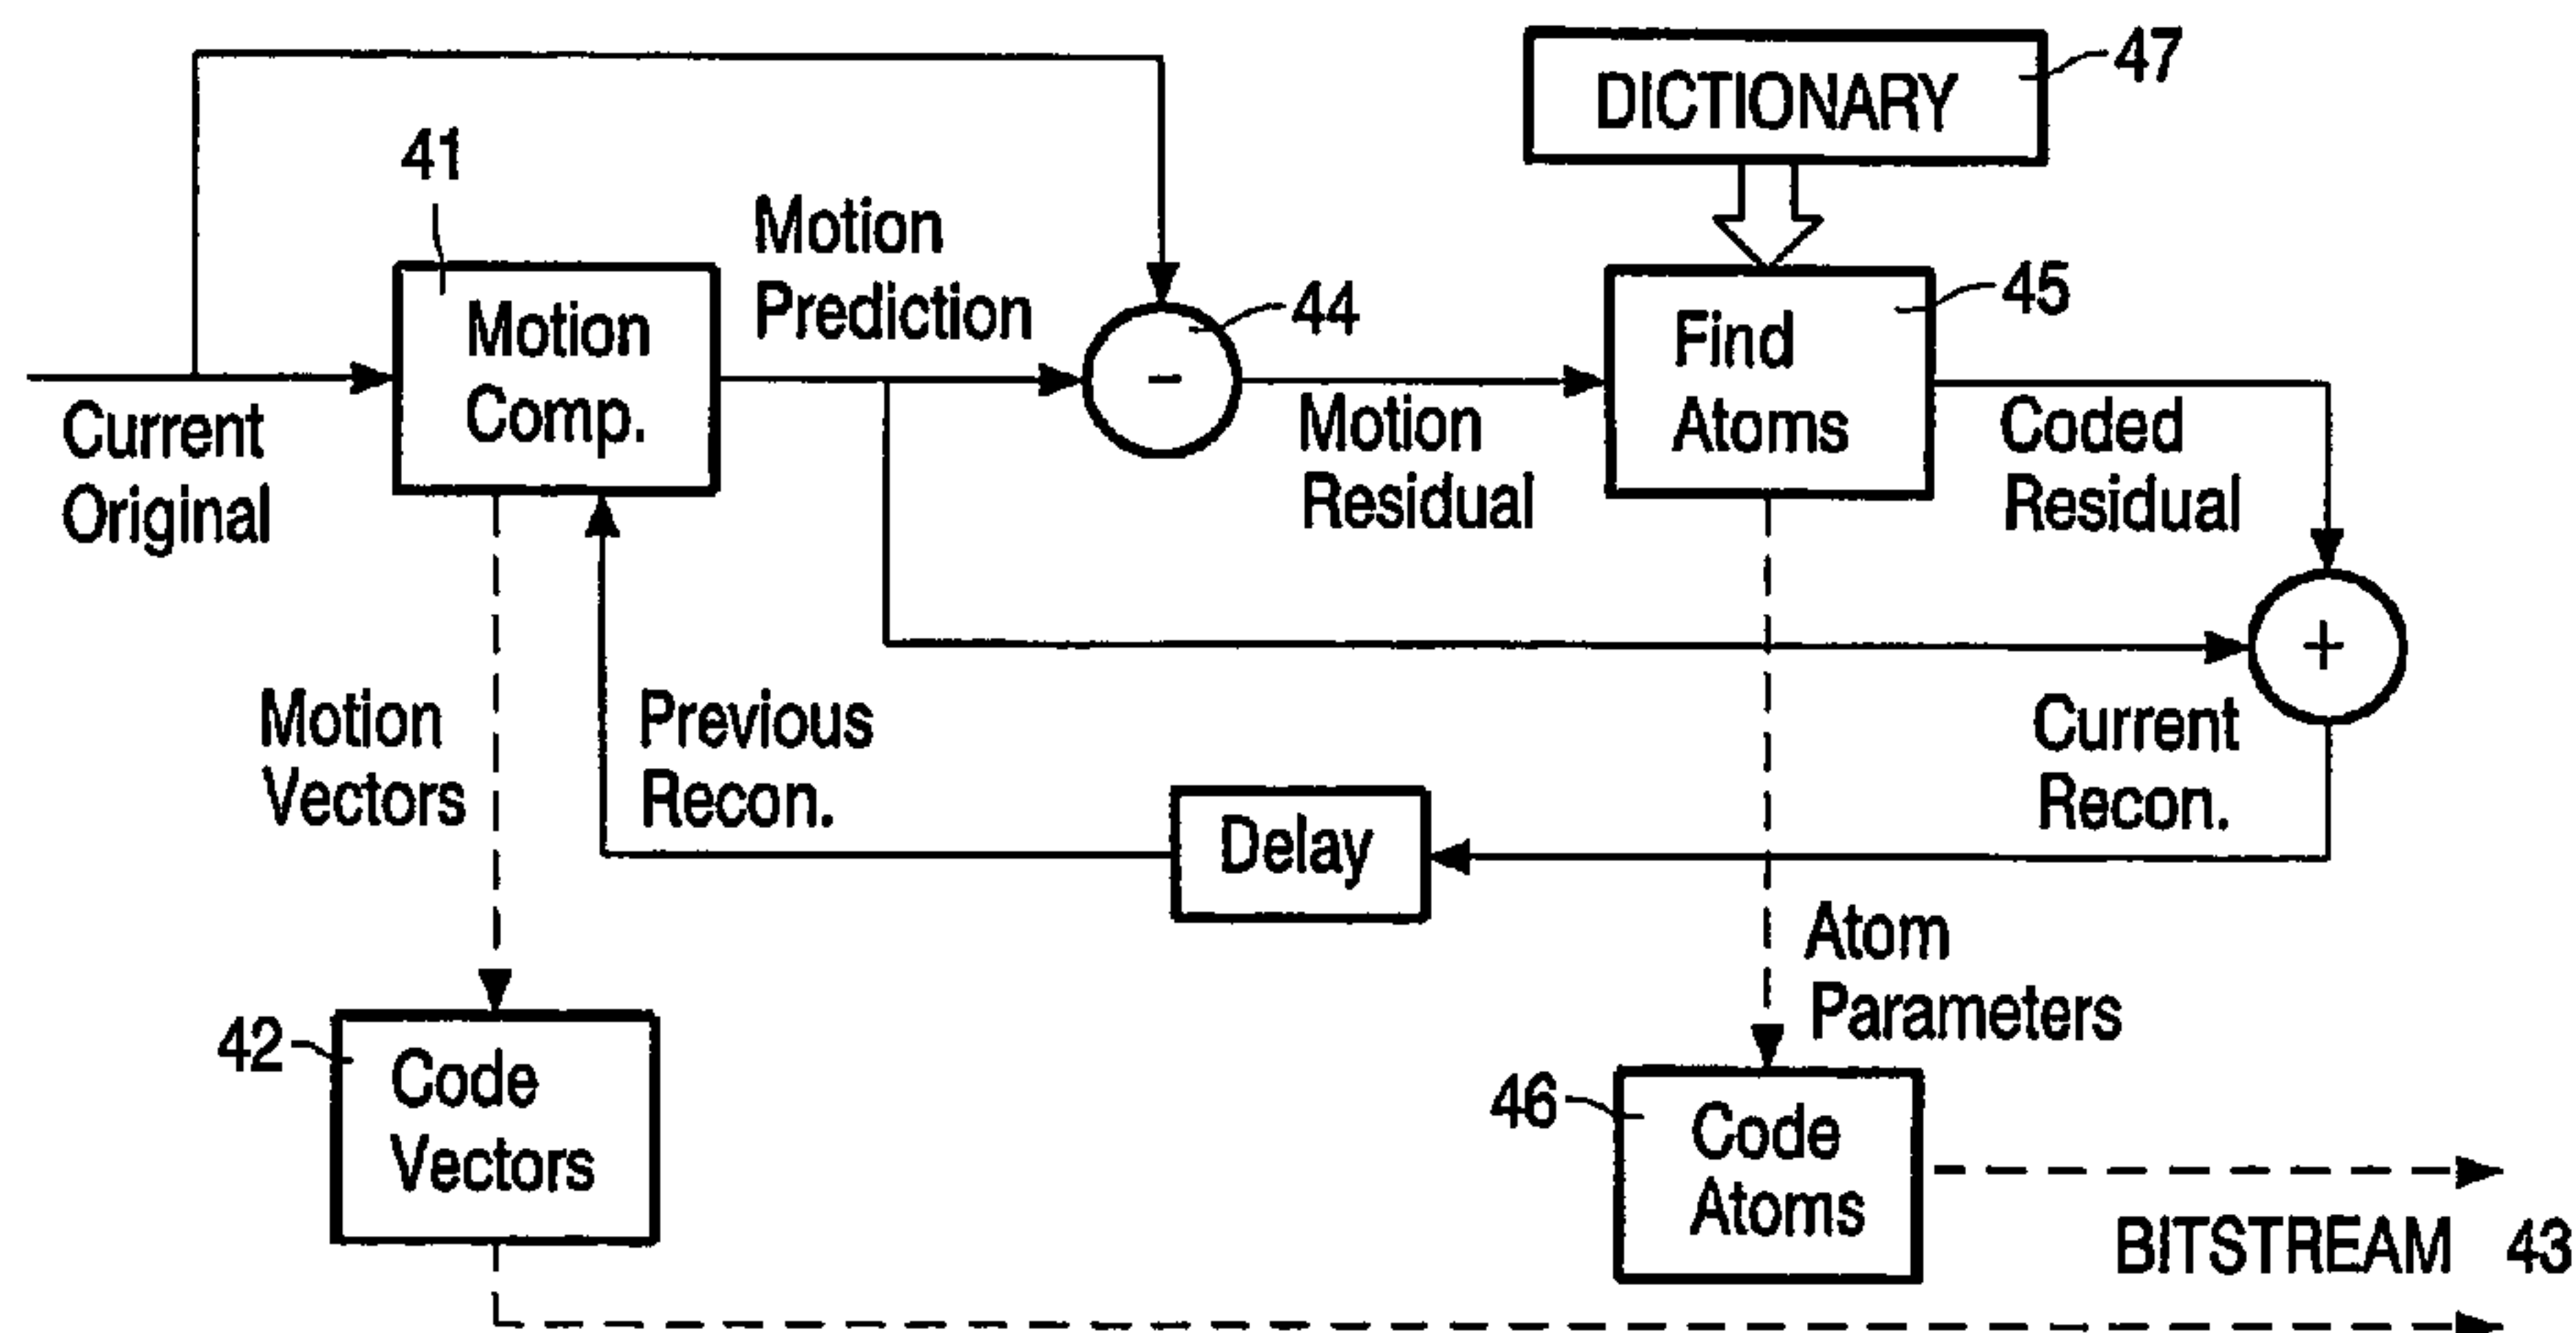 47
DICTIONARY
41
Motion
Prediction
44
45
Motion
Comp.
Find
Atoms
Current
Original
Motion
Residual
Coded
Residual
-
+
Motion
Vectors
Previous
Recon.
Current
Recon.
Delay
Atom
Parameters
42
Code
Vectors
46
Code
Atoms
BITSTREAM 43